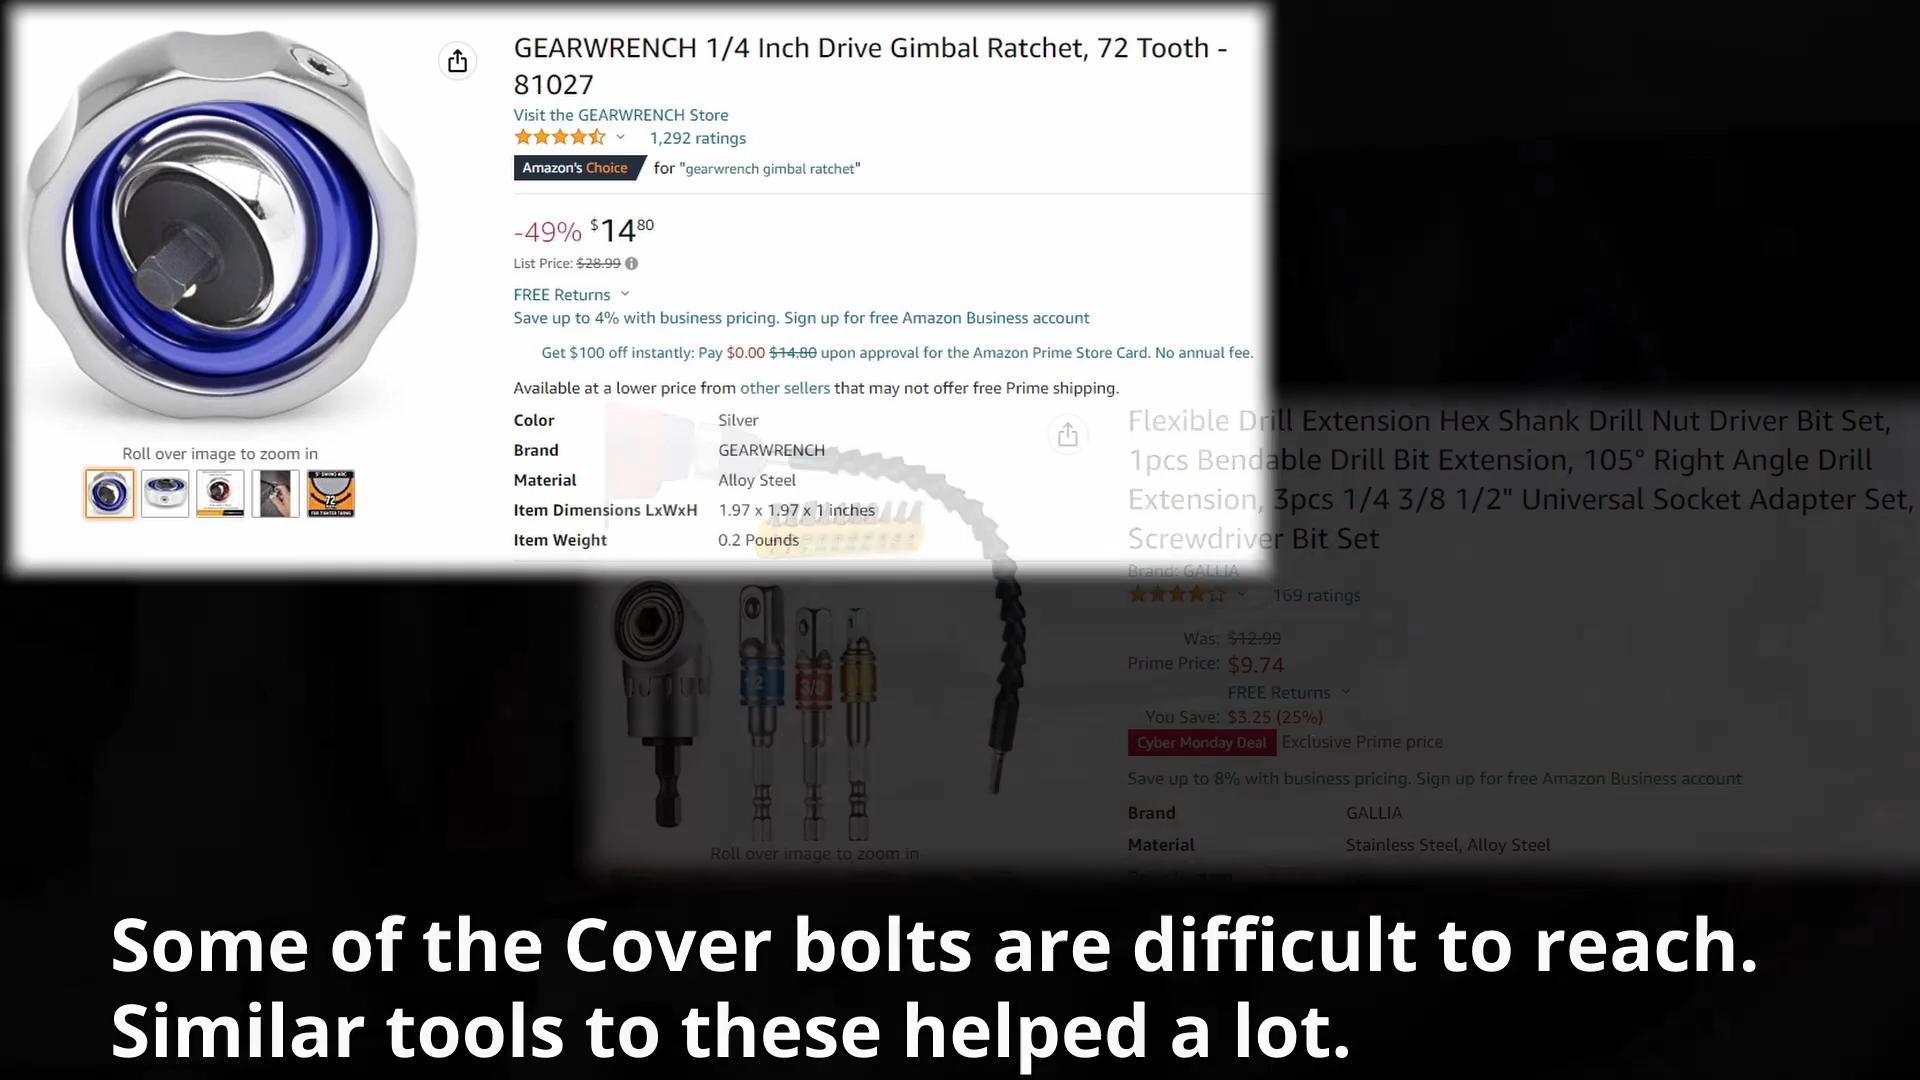 GEARWRENCH 1/4 Inch Drive Gimbal Ratchet, 72 Tooth -
81027
Visit the GEARWRENCH Store
1,292 ratings
Amazon's Choice for "gearwrench gimbal ratchet"
-49% $14 80
List Price: $28.99
FREE Returns
Save up to 4% with business pricing. Sign up for free Amazon Business account
Get $100 off instantly: Pay $0.00 $14.80 upon approval for the Amazon Prime Store Card. No annual fee.
Available at a lower price from other sellers that may not offer free Prime shipping.
Color Silver
Brand GEARWRENCH
Material Alloy Steel
Item Dimensions LxWxH 1.97 x 1.97 x 1 inches
Item Weight 0.2 Pounds
Roll over image to zoom in
72
Flexible Drill Extension Hex Shank Drill Nut Driver Bit Set,
1pcs Bendable Drill Bit Extension, 105° Right Angle Drill
Extension, 3pcs 1/4 3/8 1/2" Universal Socket Adapter Set,
Screwdriver Bit Set
Brand: GALLIA
169 ratings
Was: $12.99
Prime Price: $9.74
FREE Returns
You Save: $3.25 (25%)
Cyber Monday Deal Exclusive Prime price
Save up to 8% with business pricing. Sign up for free Amazon Business account
Brand GALLIA
Material Stainless Steel, Alloy Steel
3/8
Roll over image to zoom in
Some of the Cover bolts are difficult to reach.
Similar tools to these helped a lot.